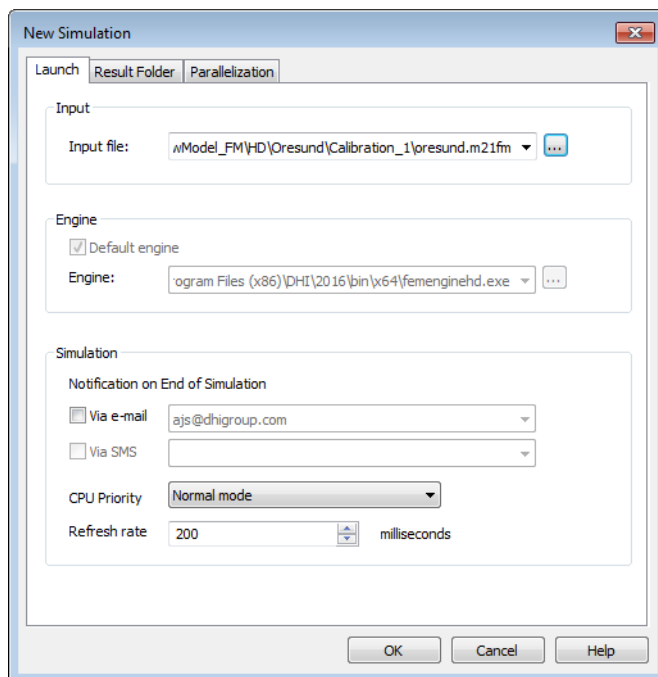 New Simulation
Launch Result Folder Parallelization
Input
Input file: wModel_FM\HD\Oresund\Calibration_1\oresund.m21fm ...
Engine
Default engine
Engine: rogram Files (x86)\DHI\2016\bin\x64\femenginehd.exe ...
Simulation
Notification on End of Simulation
Via e-mail ajs@dhigroup.com
Via SMS
CPU Priority Normal mode
Refresh rate 200 milliseconds
OK Cancel Help